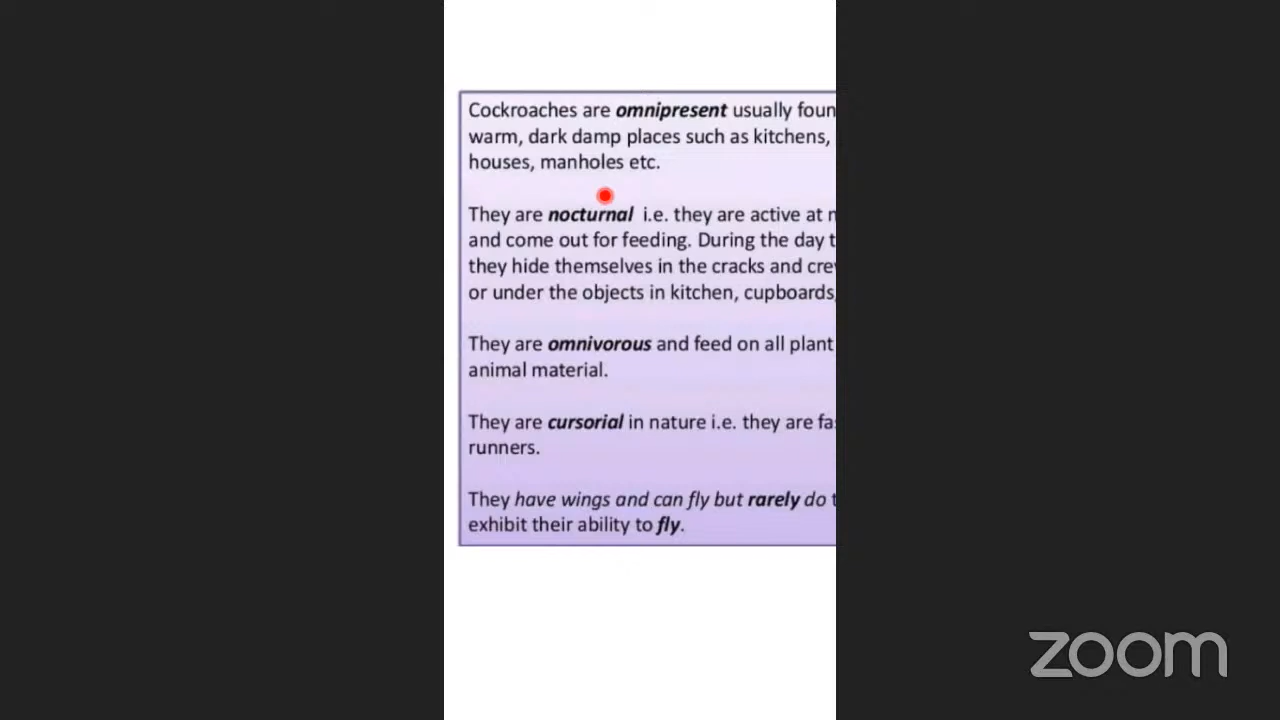 Cockroaches are omnipresent usually foun
warm, dark damp places such as kitchens,
houses, manholes etc.
They are nocturnal i.e. they are active at
and come out for feeding. During the day t
they hide themselves in the cracks and cre
or under the objects in kitchen, cupboards,
They are omnivorous and feed on all plant
animal material.
They are cursorial in nature i.e. they are fa
runners.
They have wings and can fly but rarely do t
exhibit their ability to fly.
zoom